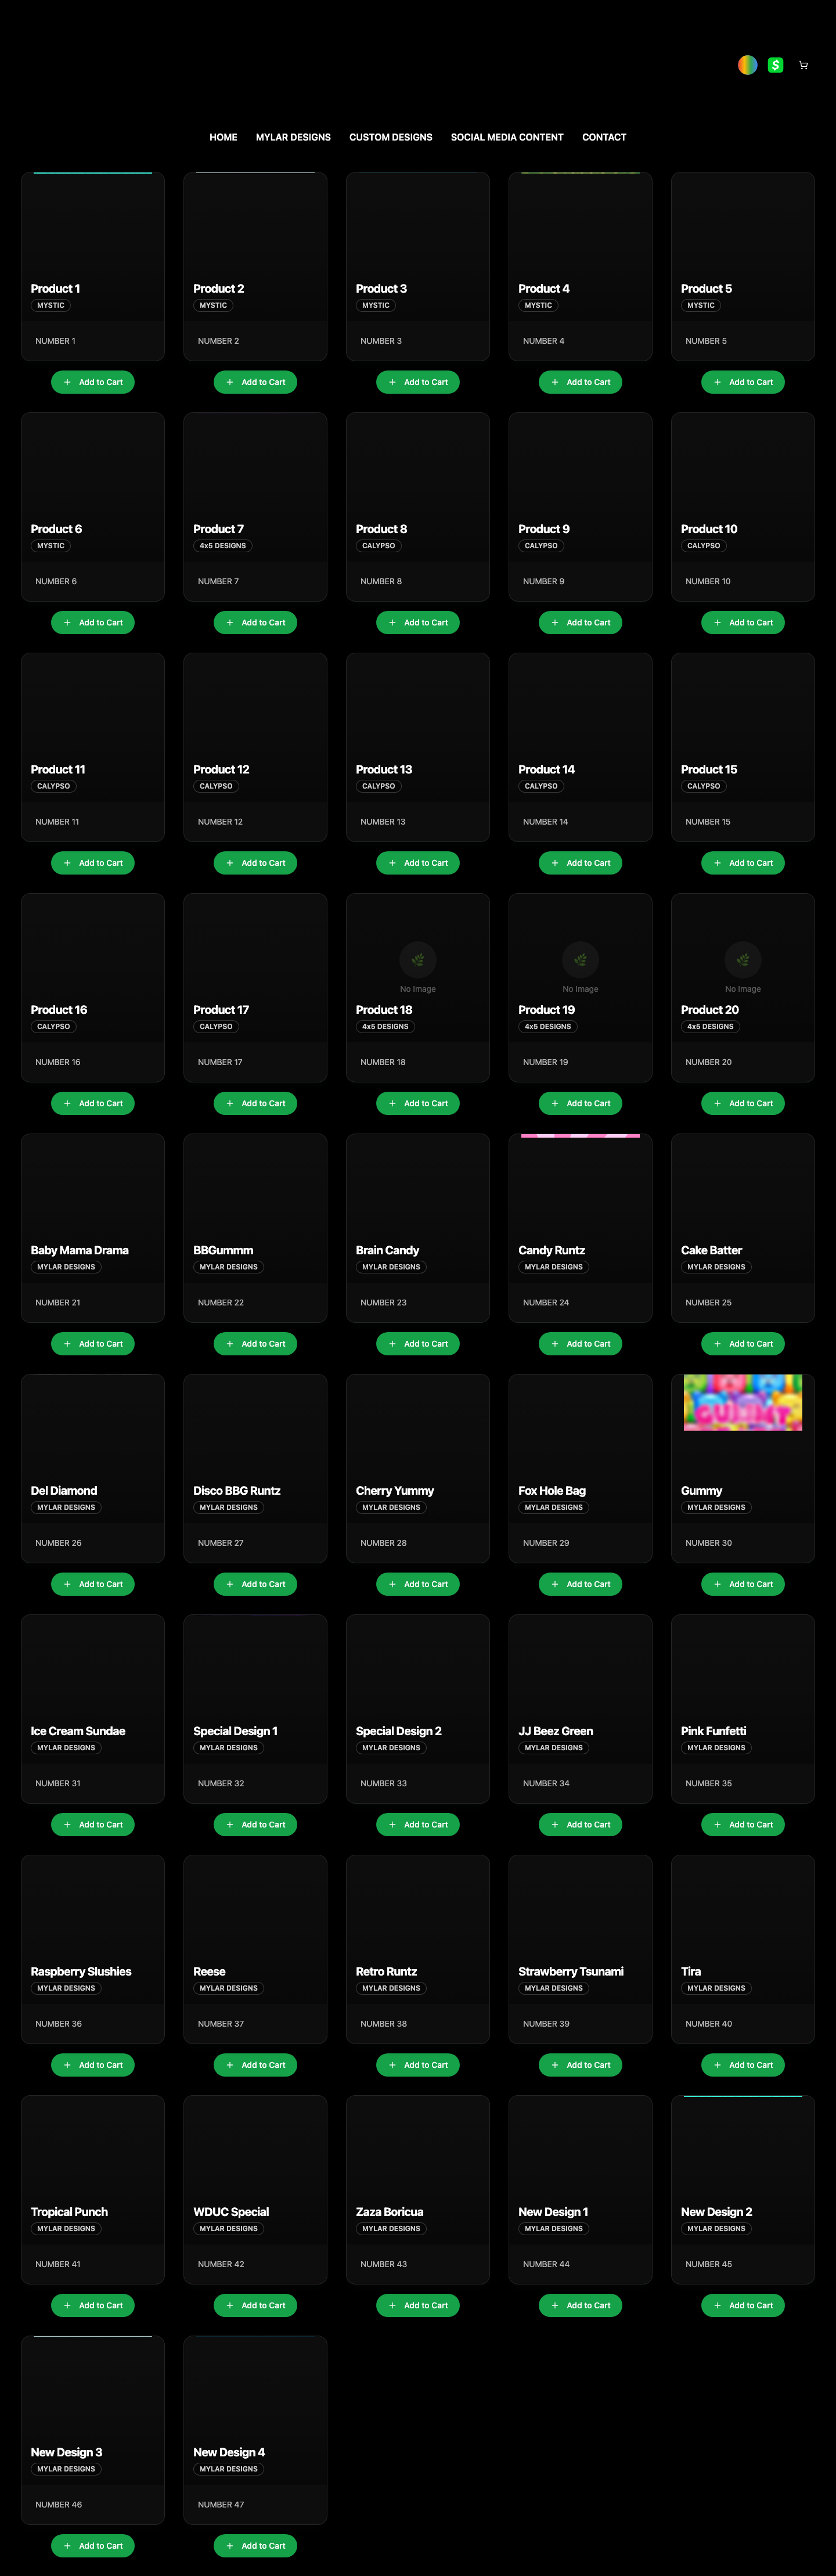 HOME MYLAR DESIGNS CUSTOM DESIGNS SOCIAL MEDIA CONTENT CONTACT
Product 1 Product 2 Product 3 Product 4 Product 5
MYSTIC MYSTIC MYSTIC MYSTIC MYSTIC
NUMBER 1 NUMBER 2 NUMBER 3 NUMBER 4 NUMBER 5
Add to Cart Add to Cart Add to Cart Add to Cart Add to Cart
Product 6 Product 7 Product 8 Product 9 Product 10
MYSTIC 4x5 DESIGNS CALYPSO CALYPSO CALYPSO
NUMBER 6 NUMBER 7 NUMBER 8 NUMBER 9 NUMBER 10
Add to Cart Add to Cart Add to Cart Add to Cart Add to Cart
Product 11 Product 12 Product 13 Product 14 Product 15
CALYPSO CALYPSO CALYPSO CALYPSO CALYPSO
NUMBER 11 NUMBER 12 NUMBER 13 NUMBER 14 NUMBER 15
Add to Cart Add to Cart Add to Cart Add to Cart Add to Cart
No Image No Image No Image
Product 16 Product 17 Product 18 Product 19 Product 20
CALYPSO CALYPSO 4x5 DESIGNS 4x5 DESIGNS 4x5 DESIGNS
NUMBER 16 NUMBER 17 NUMBER 18 NUMBER 19 NUMBER 20
Add to Cart Add to Cart Add to Cart Add to Cart Add to Cart
Baby Mama Drama BBGummm Brain Candy Candy Runtz Cake Batter
MYLAR DESIGNS MYLAR DESIGNS MYLAR DESIGNS MYLAR DESIGNS MYLAR DESIGNS
NUMBER 21 NUMBER 22 NUMBER 23 NUMBER 24 NUMBER 25
Add to Cart Add to Cart Add to Cart Add to Cart Add to Cart
Del Diamond Disco BBG Runtz Cherry Yummy Fox Hole Bag Gummy
MYLAR DESIGNS MYLAR DESIGNS MYLAR DESIGNS MYLAR DESIGNS MYLAR DESIGNS
NUMBER 26 NUMBER 27 NUMBER 28 NUMBER 29 NUMBER 30
Add to Cart Add to Cart Add to Cart Add to Cart Add to Cart
Ice Cream Sundae Special Design 1 Special Design 2 JJ Beez Green Pink Funfetti
MYLAR DESIGNS MYLAR DESIGNS MYLAR DESIGNS MYLAR DESIGNS MYLAR DESIGNS
NUMBER 31 NUMBER 32 NUMBER 33 NUMBER 34 NUMBER 35
Add to Cart Add to Cart Add to Cart Add to Cart Add to Cart
Raspberry Slushies Reese Retro Runtz Strawberry Tsunami Tira
MYLAR DESIGNS MYLAR DESIGNS MYLAR DESIGNS MYLAR DESIGNS MYLAR DESIGNS
NUMBER 36 NUMBER 37 NUMBER 38 NUMBER 39 NUMBER 40
Add to Cart Add to Cart Add to Cart Add to Cart Add to Cart
Tropical Punch WDUC Special Zaza Boricua New Design 1 New Design 2
MYLAR DESIGNS MYLAR DESIGNS MYLAR DESIGNS MYLAR DESIGNS MYLAR DESIGNS
NUMBER 41 NUMBER 42 NUMBER 43 NUMBER 44 NUMBER 45
Add to Cart Add to Cart Add to Cart Add to Cart Add to Cart
New Design 3 New Design 4
MYLAR DESIGNS MYLAR DESIGNS
NUMBER 46 NUMBER 47
Add to Cart Add to Cart